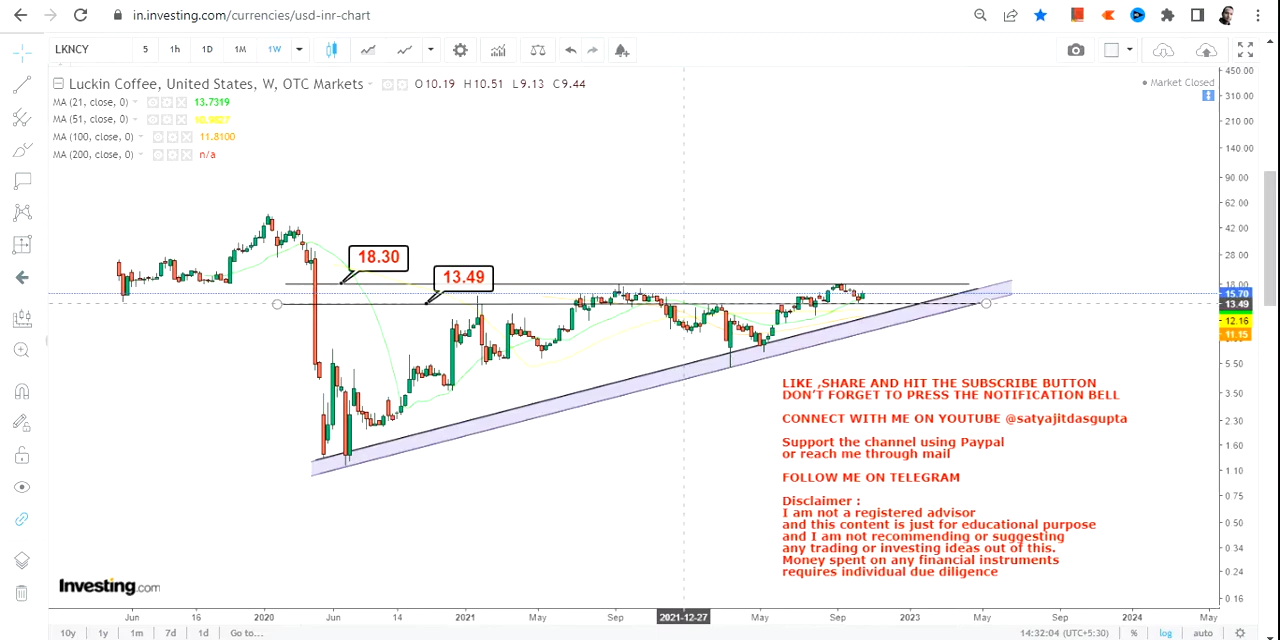 in.investing.com/currencies/usd-inr-chart
LKNCY 5 1h 1D 1M 1W
Luckin Coffee, United States, W, OTC Markets O10.19 H10.51 L9.13 C9.44
Market Closed
MA (21, close, 0) 13.7319
MA (51, close, 0)
MA (100, close, 0) 11.8100
MA (200, close, 0) n/a
18.30
13.49
450.00
310.00
210.00
140.00
90.00
62.00
42.00
28.00
18.00
15.70
13.49
12.16
11.15
5.50
3.50
2.30
1.60
1.10
0.75
0.50
0.34
0.24
0.16
LIKE ,SHARE AND HIT THE SUBSCRIBE BUTTON
DON'T FORGET TO PRESS THE NOTIFICATION BELL
CONNECT WITH ME ON YOUTUBE @satyajitdasgupta
Support the channel using Paypal
or reach me through mail
FOLLOW ME ON TELEGRAM
Disclaimer :
I am not a registered advisor
and this content is just for educational purpose
and I am not recommending or suggesting
any trading or investing ideas out of this.
Money spent on any financial instruments
requires individual due diligence
Investing.com
Jun 16 2020 Jun 14 2021 May Sep 2021-12-27 May Sep 2023 May Sep 2024 May
10y 1y 1m 7d 1d Go to... 14:32:04 (UTC+5:30) % log auto